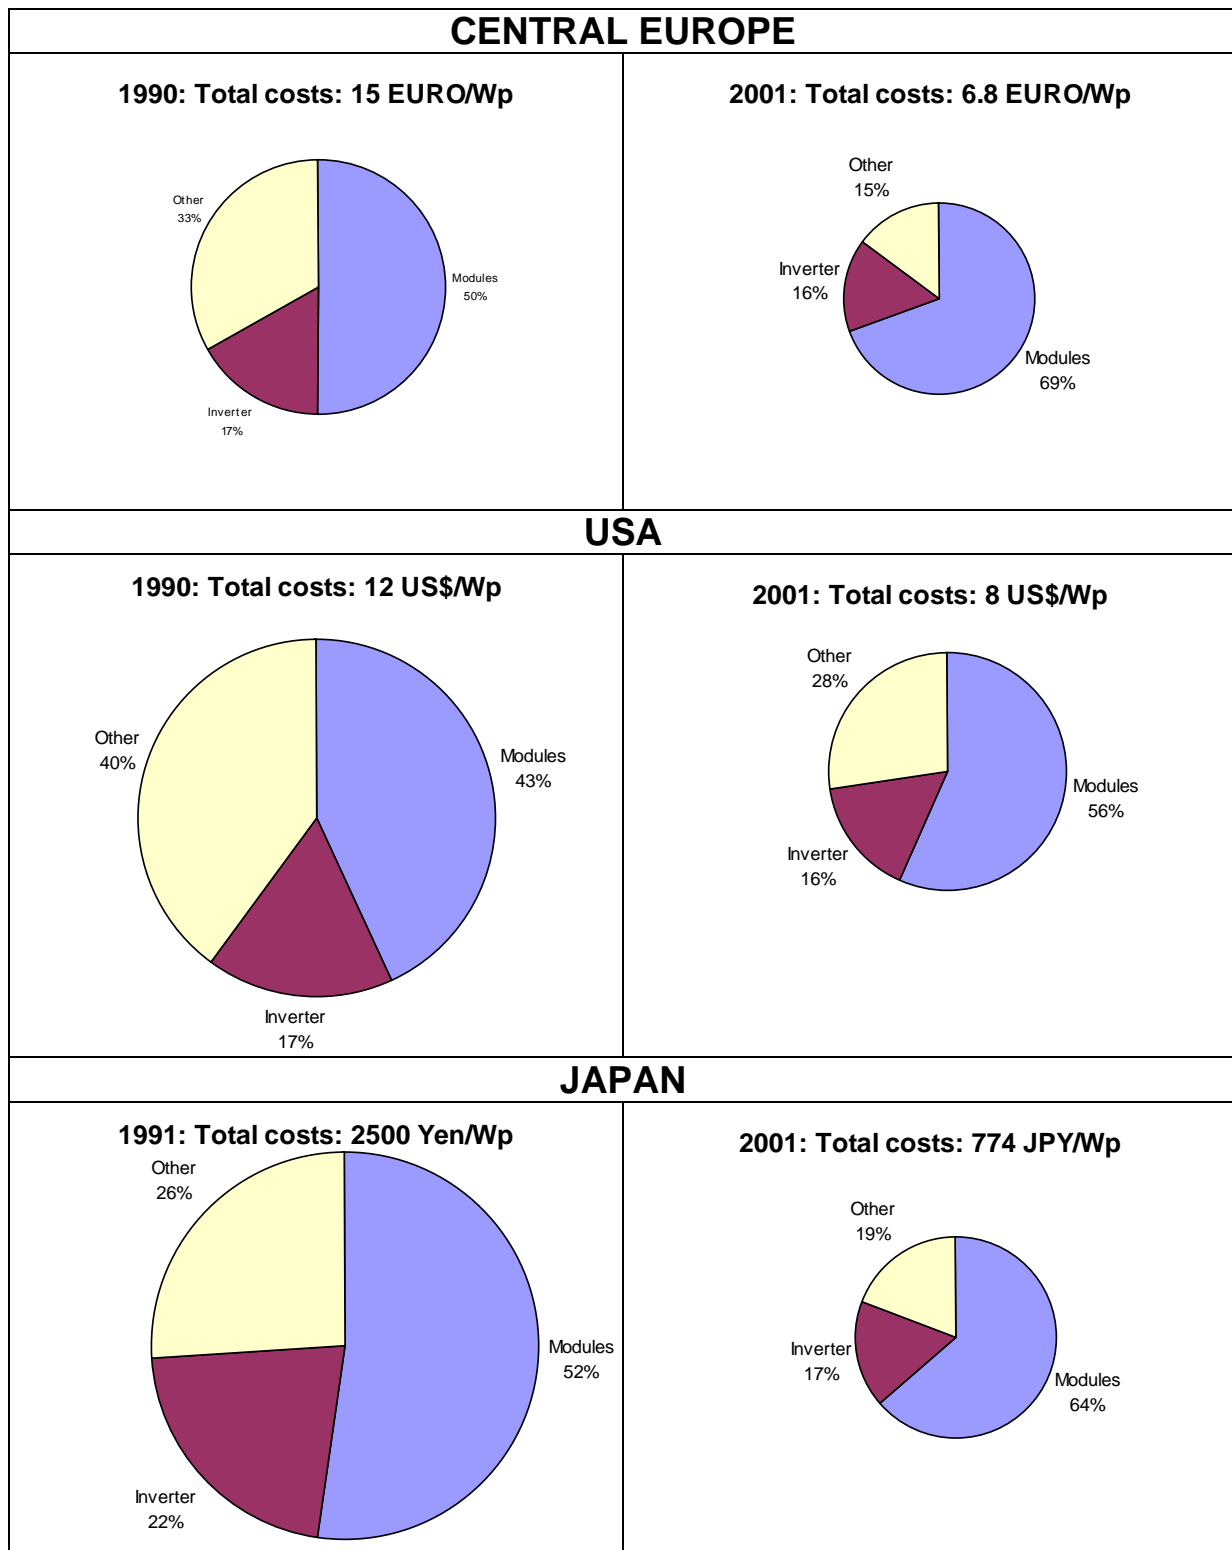 CENTRAL EUROPE
1990: Total costs: 15 EURO/Wp
Other
33%
Modules
50%
Inverter
17%
2001: Total costs: 6.8 EURO/Wp
Other
15%
Inverter
16%
Modules
69%
USA
1990: Total costs: 12 US$/Wp
Other
40%
Modules
43%
Inverter
17%
2001: Total costs: 8 US$/Wp
Other
28%
Modules
56%
Inverter
16%
JAPAN
1991: Total costs: 2500 Yen/Wp
Other
26%
Modules
52%
Inverter
22%
2001: Total costs: 774 JPY/Wp
Other
19%
Inverter
17%
Modules
64%